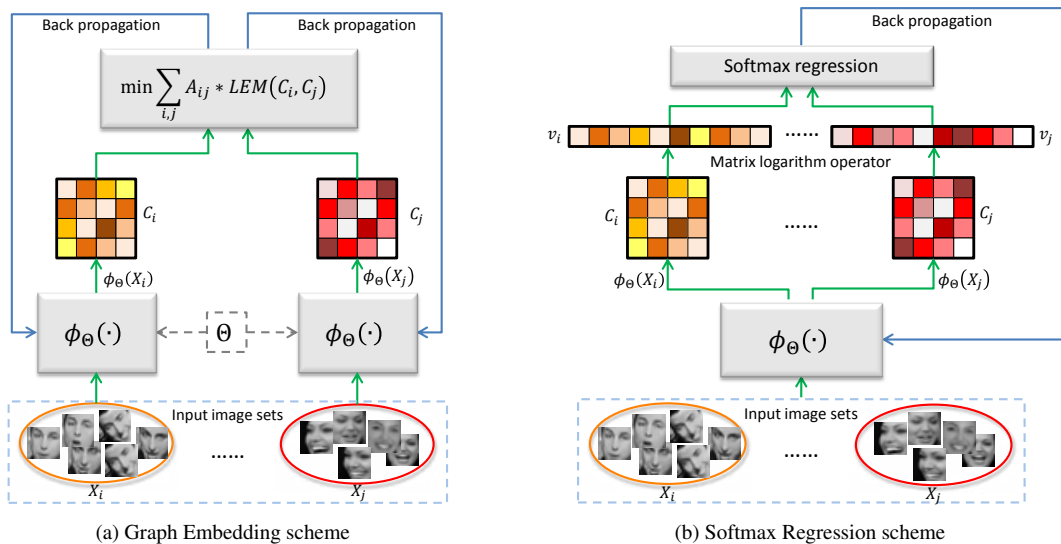 Back propagation
Back propagation
min ∑ A_ij * LEM(C_i, C_j)
i,j
C_i
C_j
ϕ_Θ(X_i)
ϕ_Θ(X_j)
ϕ_Θ(·)
Θ
ϕ_Θ(·)
Input image sets
......
X_i
X_j
(a) Graph Embedding scheme
Back propagation
Softmax regression
v_i
......
v_j
Matrix logarithm operator
C_i
......
C_j
ϕ_Θ(X_i)
ϕ_Θ(X_j)
ϕ_Θ(·)
Input image sets
......
X_i
X_j
(b) Softmax Regression scheme